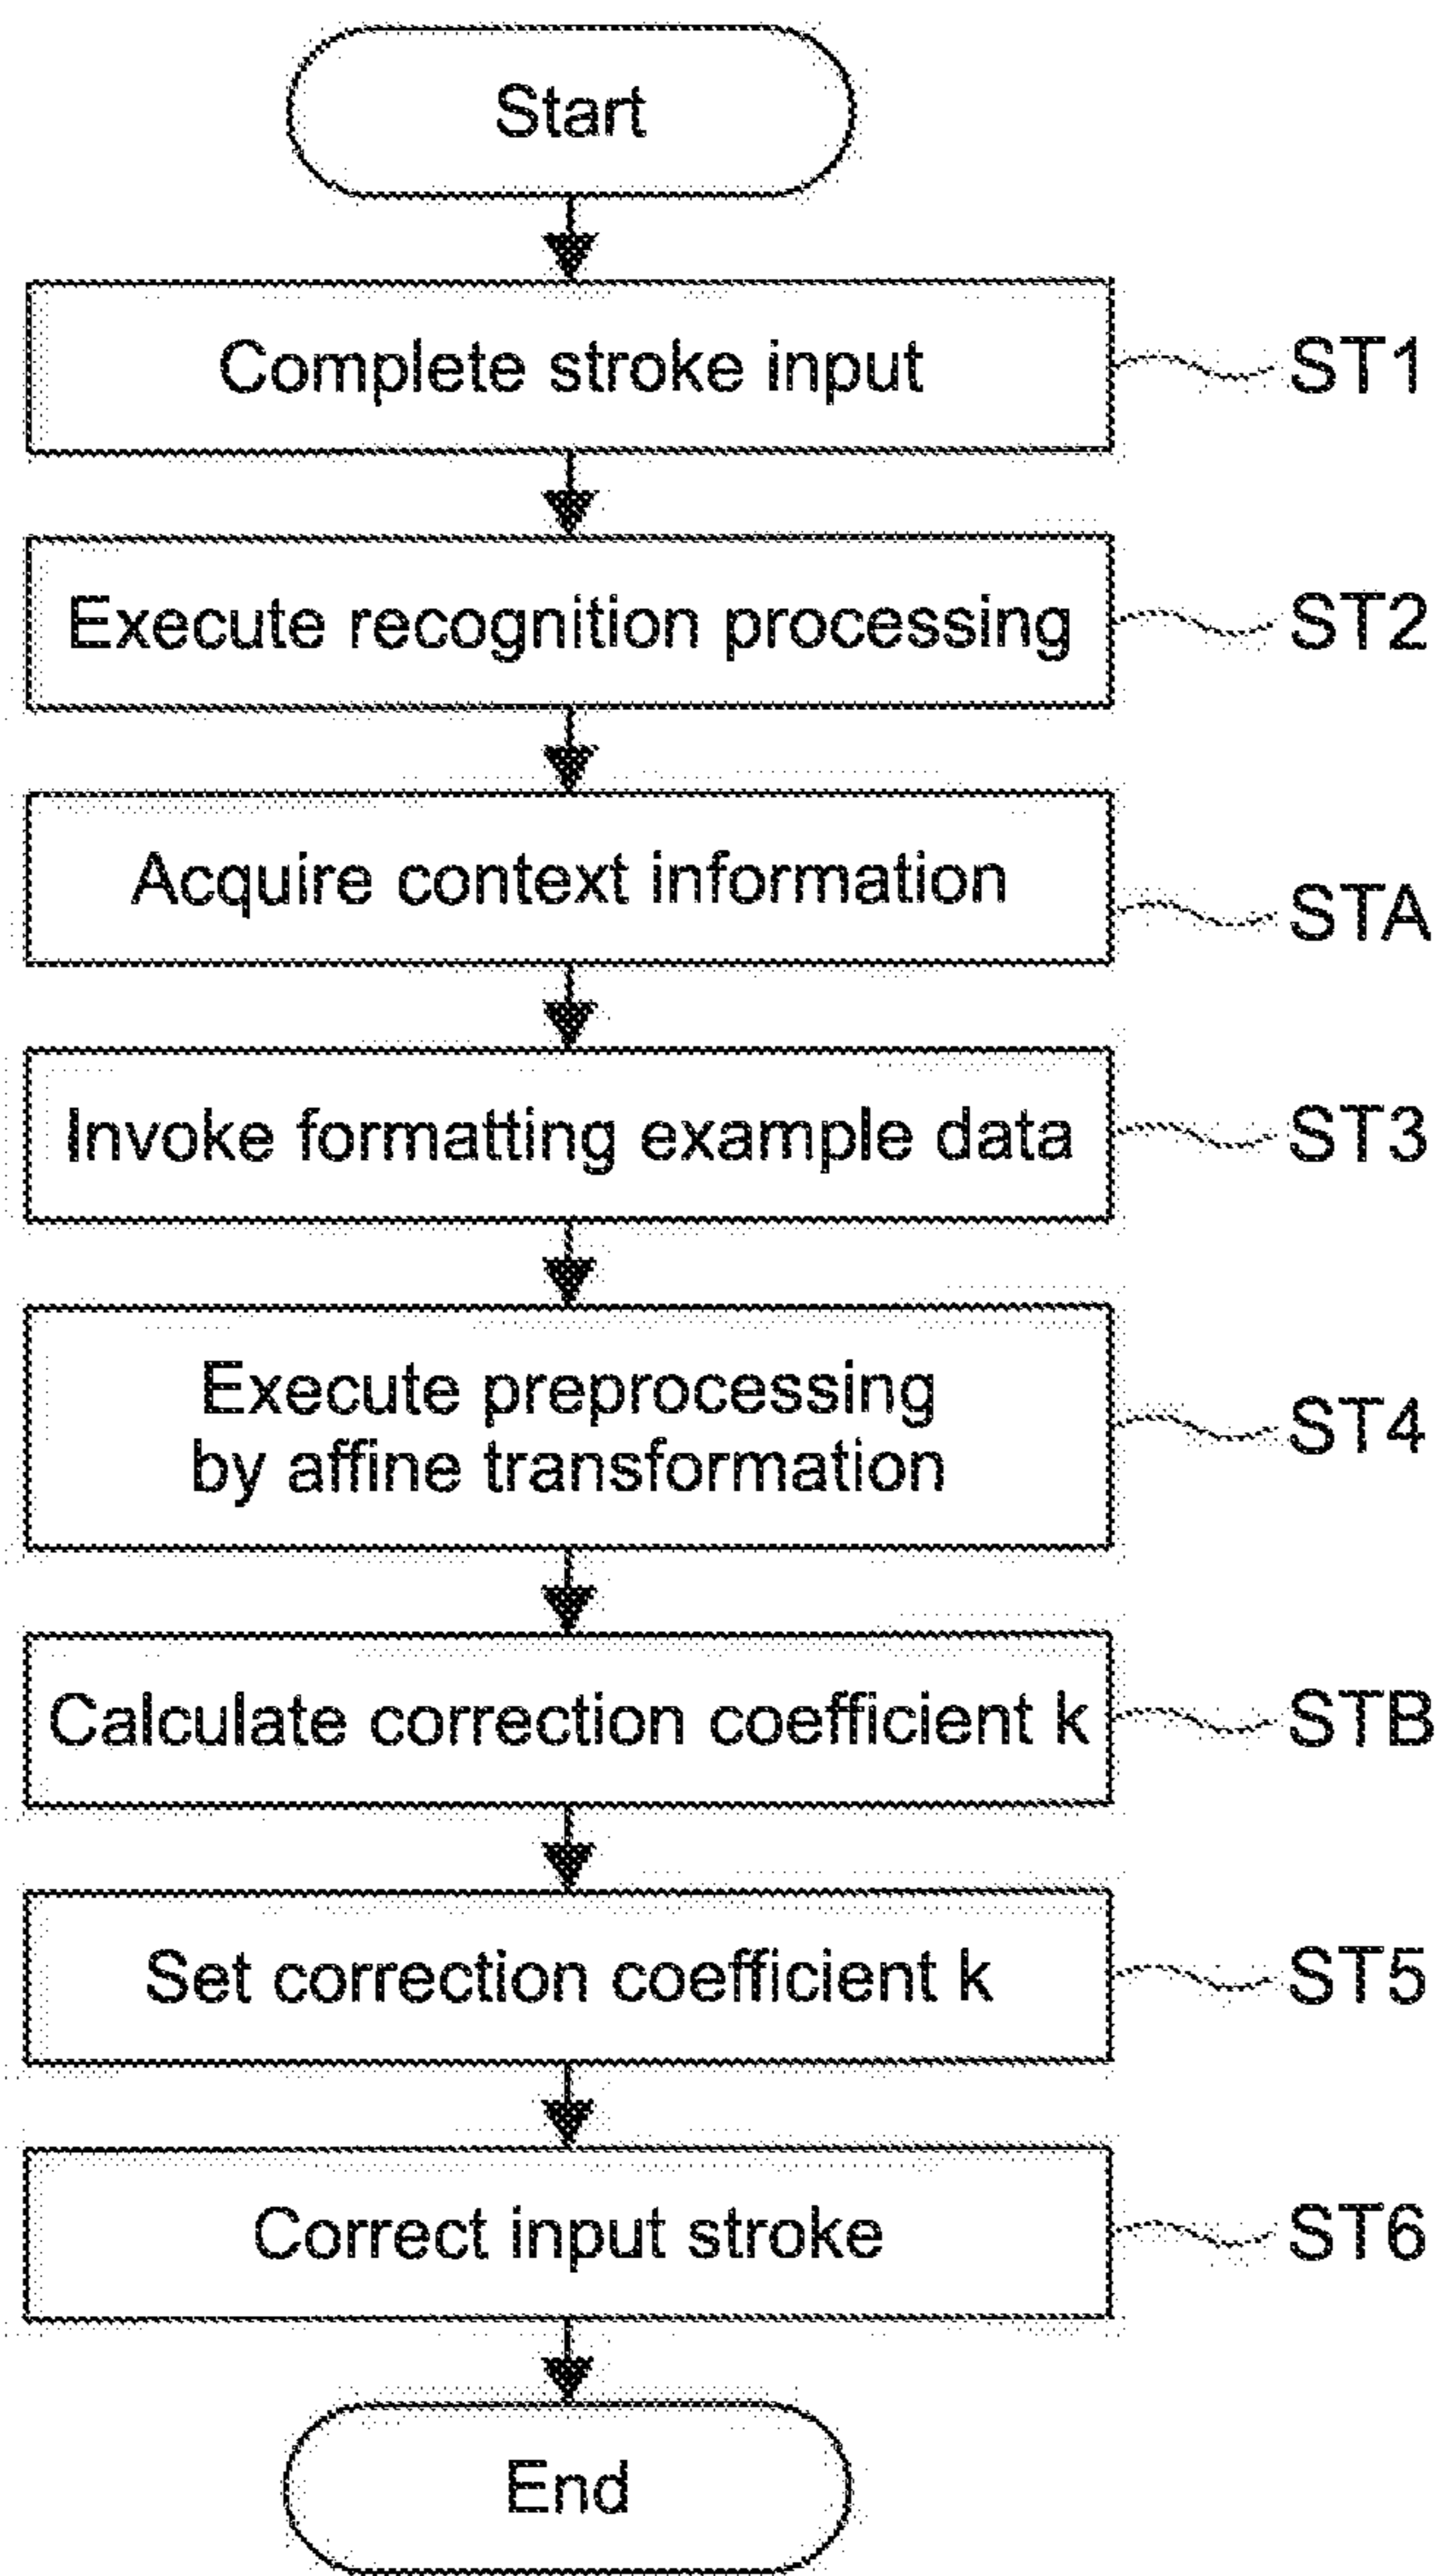 Start
Complete stroke input
ST1
Execute recognition processing
ST2
Acquire context information
STA
Invoke formatting example data
ST3
Execute preprocessing
by affine transformation
ST4
Calculate correction coefficient k
STB
Set correction coefficient k
ST5
Correct input stroke
ST6
End